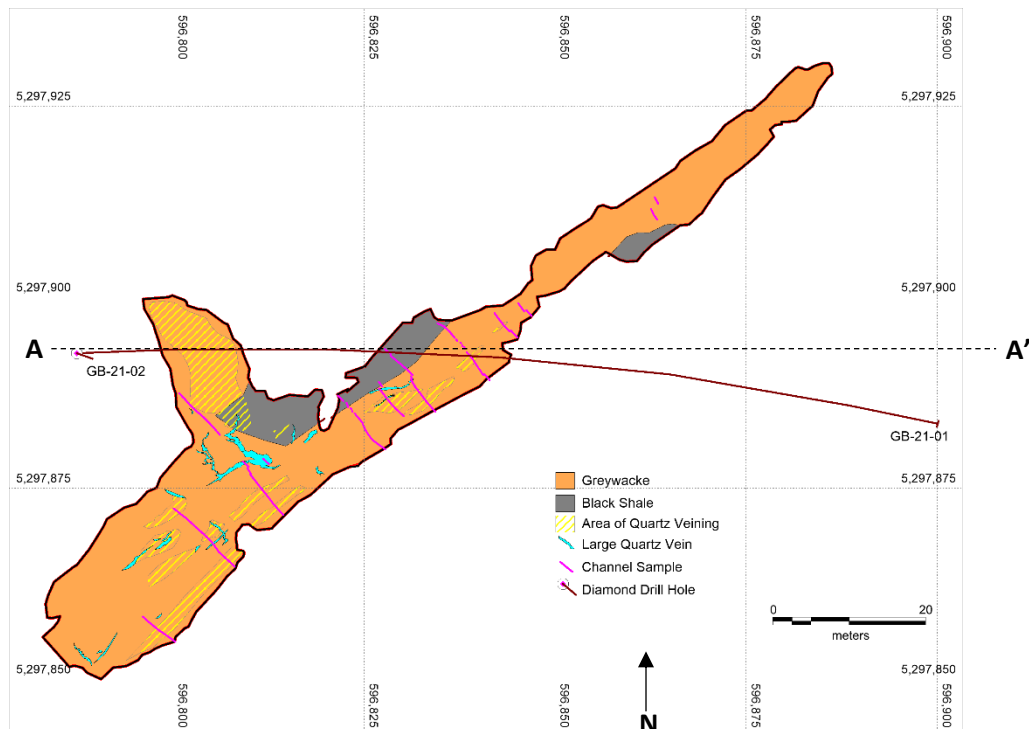 596,800
596,825
596,850
596,875
596,900
5,297,925
5,297,925
5,297,900
5,297,900
A
A'
GB-21-02
GB-21-01
5,297,875
5,297,875
Greywacke
Black Shale
Area of Quartz Veining
Large Quartz Vein
Channel Sample
Diamond Drill Hole
0
20
meters
5,297,850
5,297,850
596,800
596,825
596,850
596,875
596,900
N